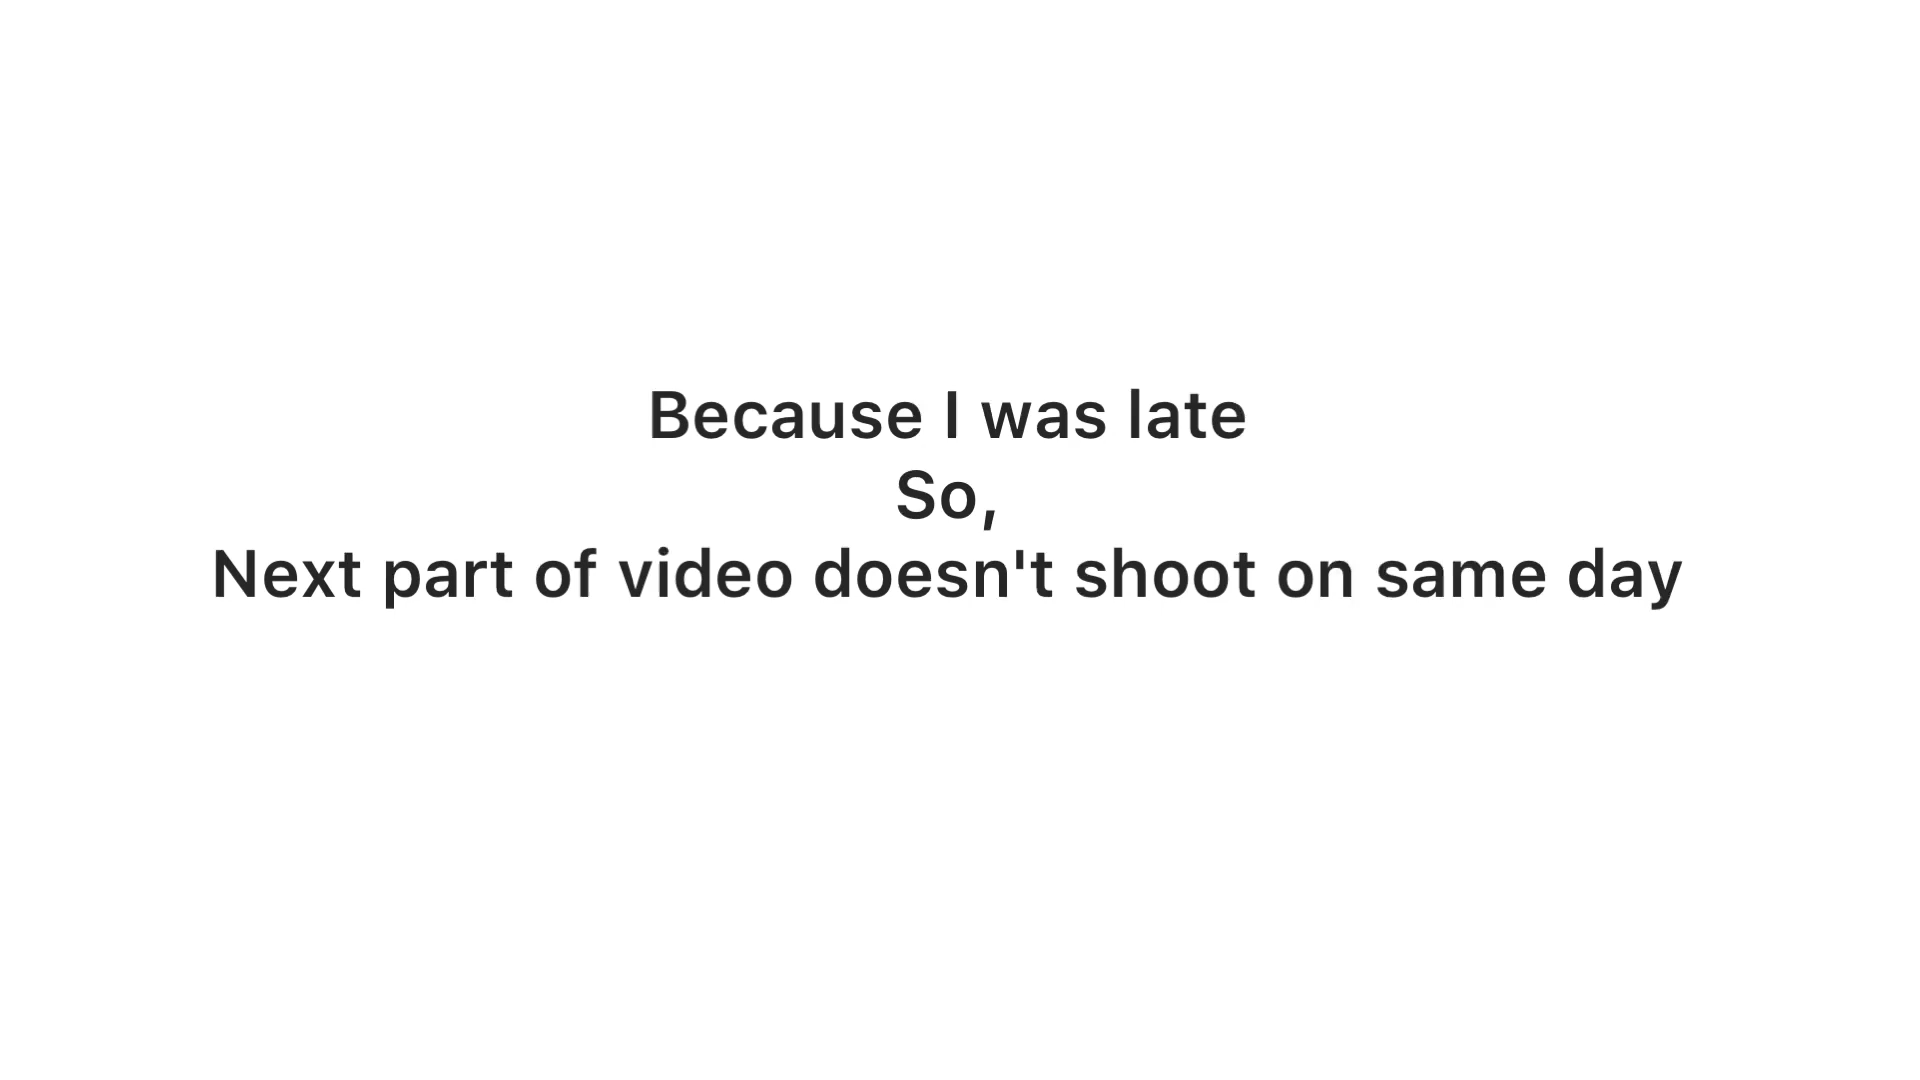 Because I was late
So,
Next part of video doesn't shoot on same day